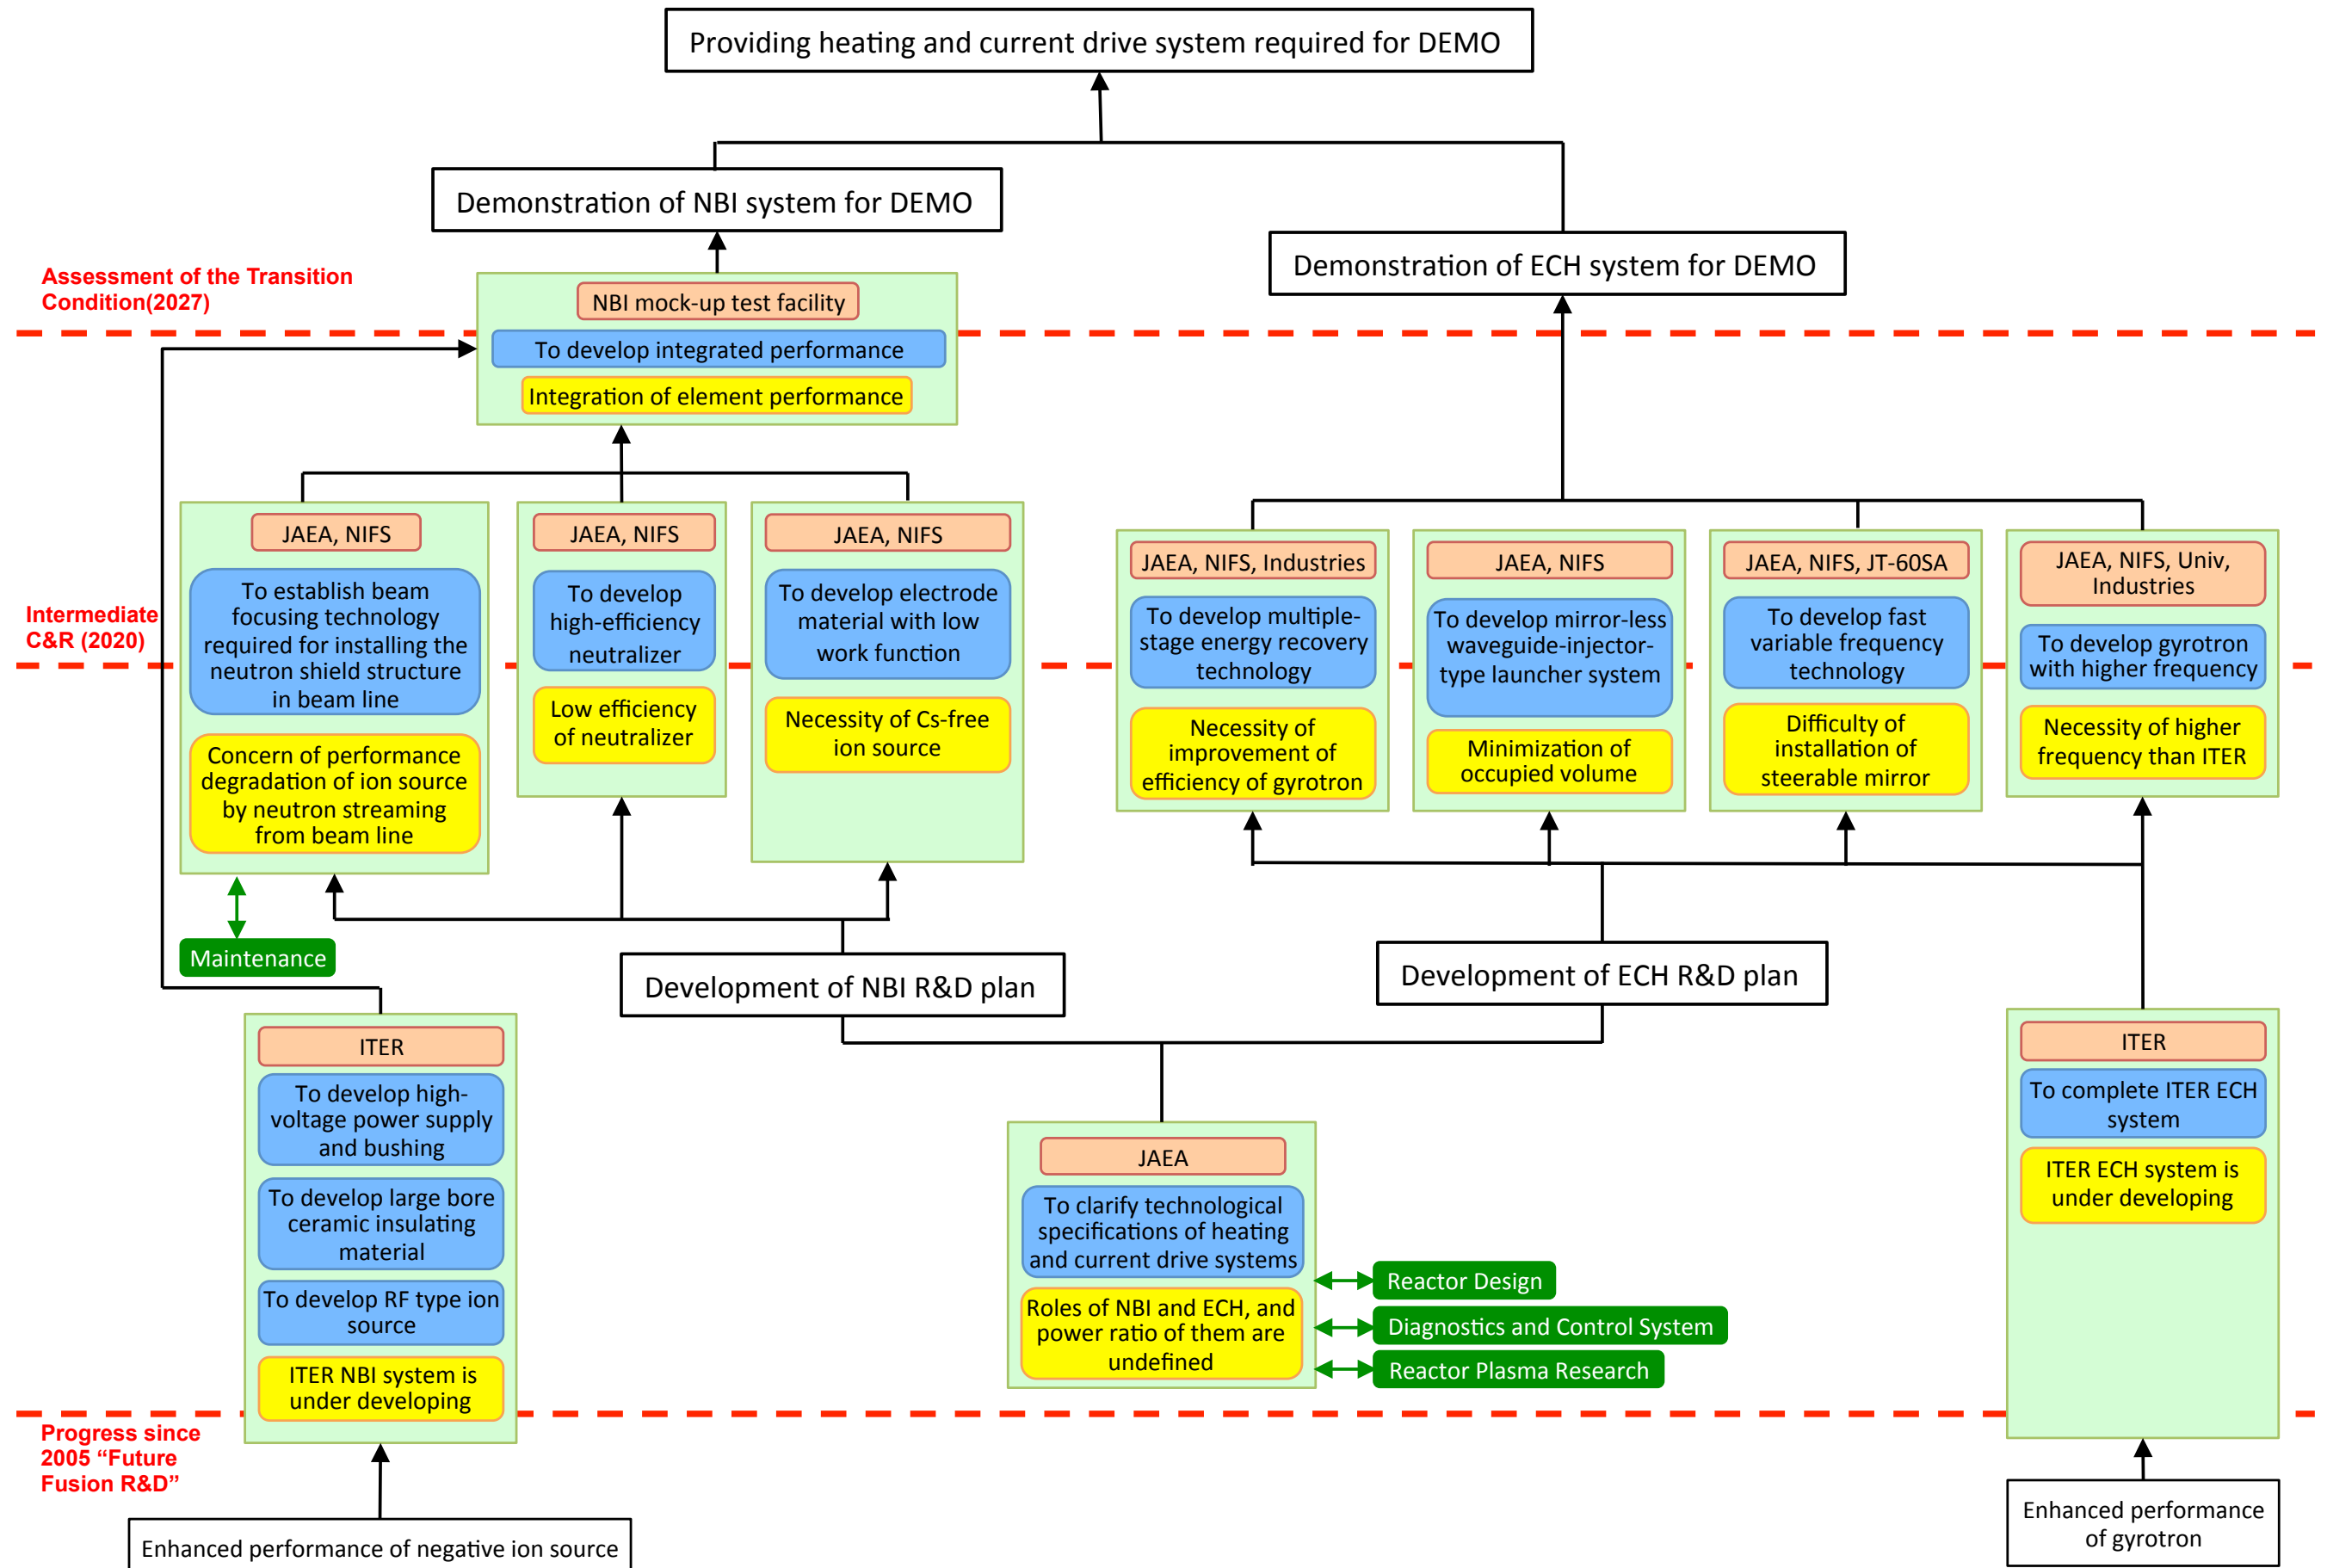 Providing heating and current drive system required for DEMO
Demonstration of NBI system for DEMO
Demonstration of ECH system for DEMO
Assessment of the Transition
Condition(2027)
NBI mock-up test facility
To develop integrated performance
Integration of element performance
Intermediate
C&R (2020)
JAEA, NIFS
To establish beam
focusing technology
required for installing the
neutron shield structure
in beam line
Concern of performance
degradation of ion source
by neutron streaming
from beam line
JAEA, NIFS
To develop
high-efficiency
neutralizer
Low efficiency
of neutralizer
JAEA, NIFS
To develop electrode
material with low
work function
Necessity of Cs-free
ion source
JAEA, NIFS, Industries
To develop multiple-
stage energy recovery
technology
Necessity of
improvement of
efficiency of gyrotron
JAEA, NIFS
To develop mirror-less
waveguide-injector-
type launcher system
Minimization of
occupied volume
JAEA, NIFS, JT-60SA
To develop fast
variable frequency
technology
Difficulty of
installation of
steerable mirror
JAEA, NIFS, Univ,
Industries
To develop gyrotron
with higher frequency
Necessity of higher
frequency than ITER
Maintenance
Development of NBI R&D plan
Development of ECH R&D plan
ITER
To develop high-
voltage power supply
and bushing
To develop large bore
ceramic insulating
material
To develop RF type ion
source
ITER NBI system is
under developing
JAEA
To clarify technological
specifications of heating
and current drive systems
Roles of NBI and ECH, and
power ratio of them are
undefined
Reactor Design
Diagnostics and Control System
Reactor Plasma Research
ITER
To complete ITER ECH
system
ITER ECH system is
under developing
Progress since
2005 “Future
Fusion R&D”
Enhanced performance of negative ion source
Enhanced performance
of gyrotron